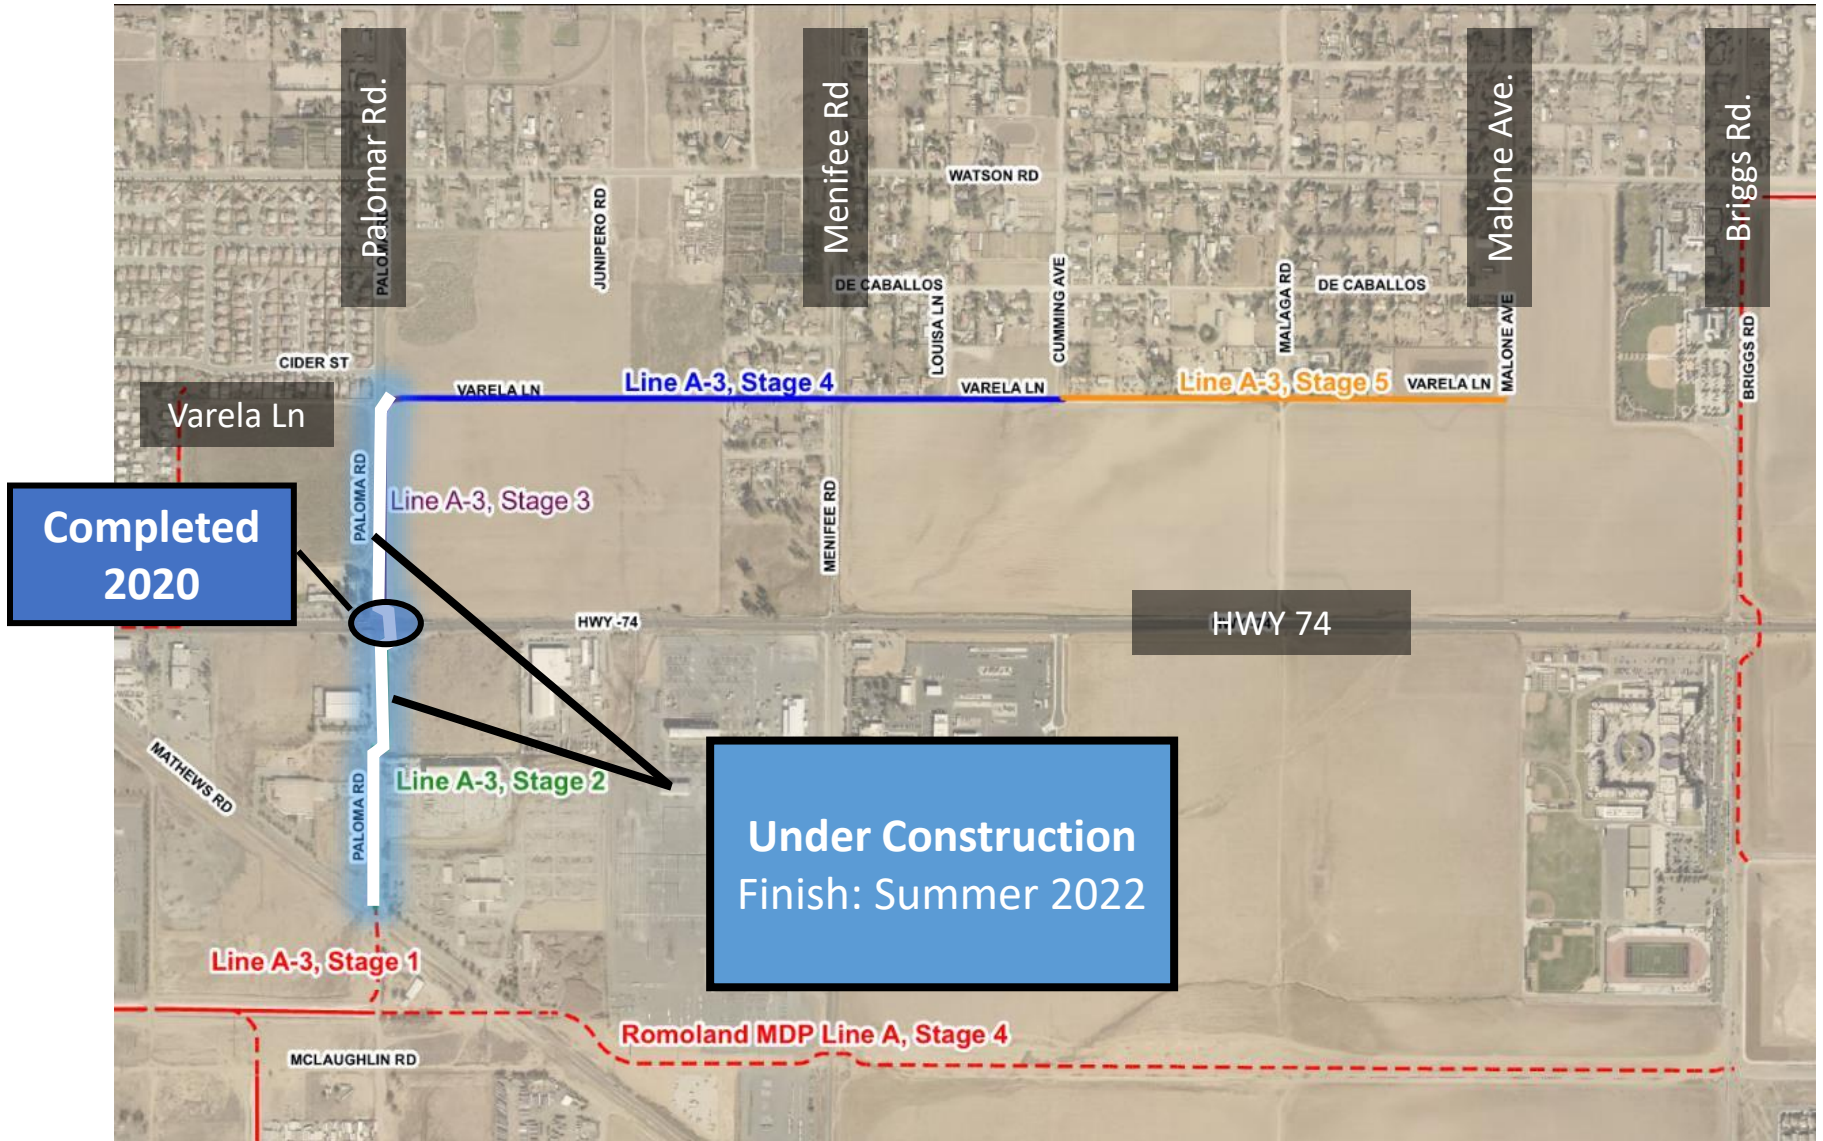 Palomar Rd.
Menifee Rd
Malone Ave.
Briggs Rd.
WATSON RD
JUNIPERO RD
DE CABALLOS
LOUISA LN
CUMMING AVE
MALAGA RD
DE CABALLOS
MALONE AVE
BRIGGS RD
CIDER ST
VARELA LN
Line A-3, Stage 4
VARELA LN
Line A-3, Stage 5
VARELA LN
Varela Ln
PALOMA RD
Line A-3, Stage 3
MENIFEE RD
Completed
2020
HWY -74
HWY 74
MATHEWS RD
PALOMA RD
Line A-3, Stage 2
Under Construction
Finish: Summer 2022
Line A-3, Stage 1
Romoland MDP Line A, Stage 4
MCLAUGHLIN RD